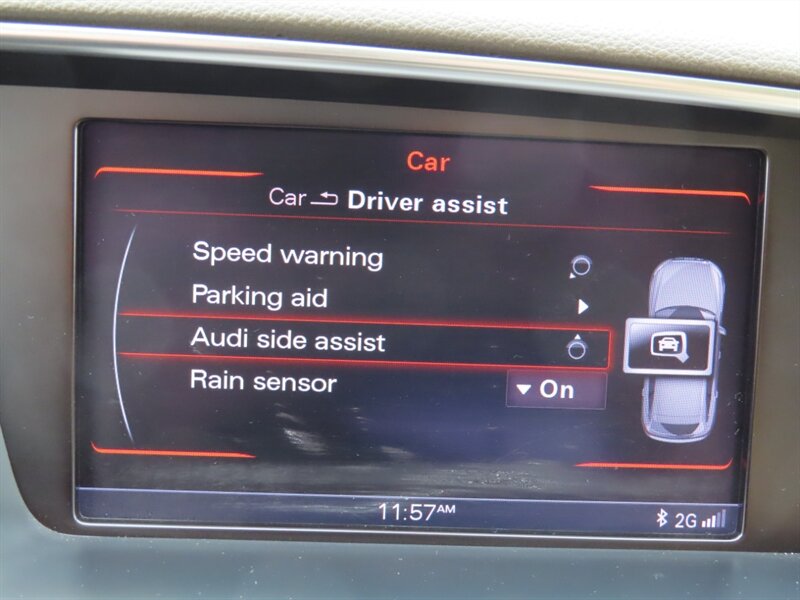 Car
Car Driver assist
Speed warning
Parking aid
Audi side assist
Rain sensor On
11:57AM 2G